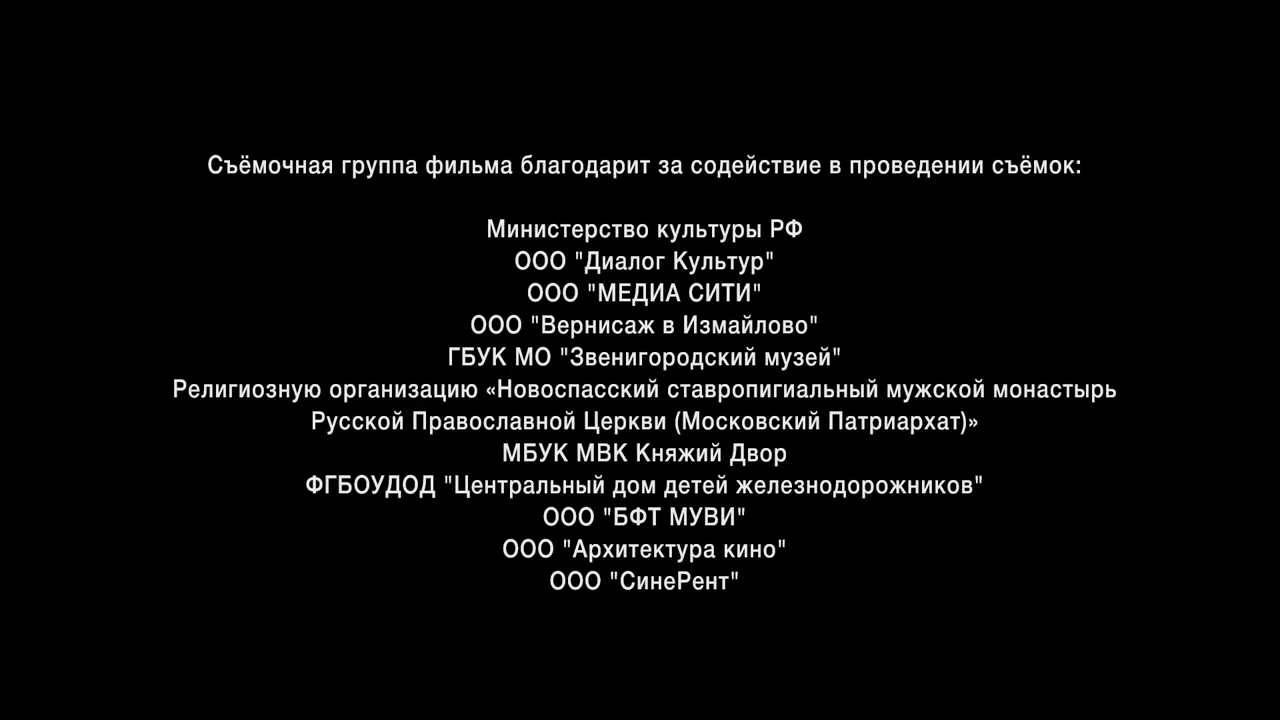 Съёмочная группа фильма благодарит за содействие в проведении съёмок:
Министерство культуры РФ
ООО "Диалог Культур"
ООО "МЕДИА СИТИ"
ООО "Вернисаж в Измайлово"
ГБУК МО "Звенигородский музей"
Религиозную организацию «Новоспасский ставропигиальный мужской монастырь
Русской Православной Церкви (Московский Патриархат)»
МБУК МВК Княжий Двор
ФГБОУДОД "Центральный дом детей железнодорожников"
ООО "БФТ МУВИ"
ООО "Архитектура кино"
ООО "СинеРент"